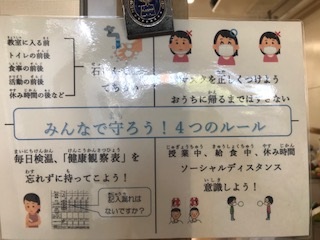 教室に入る前
トイレの前後
食事の前後
活動の前後
休み時間の後など
石
マスクを正しくつけよう
おうちに帰るまではずさない
みんなで守ろう！４つのルール
毎日検温、「健康観察表」を
忘れずに持ってこよう！
記入漏れは
ないですか？
授業中、給食中、休み時間
ソーシャルディスタンス
意識しよう！